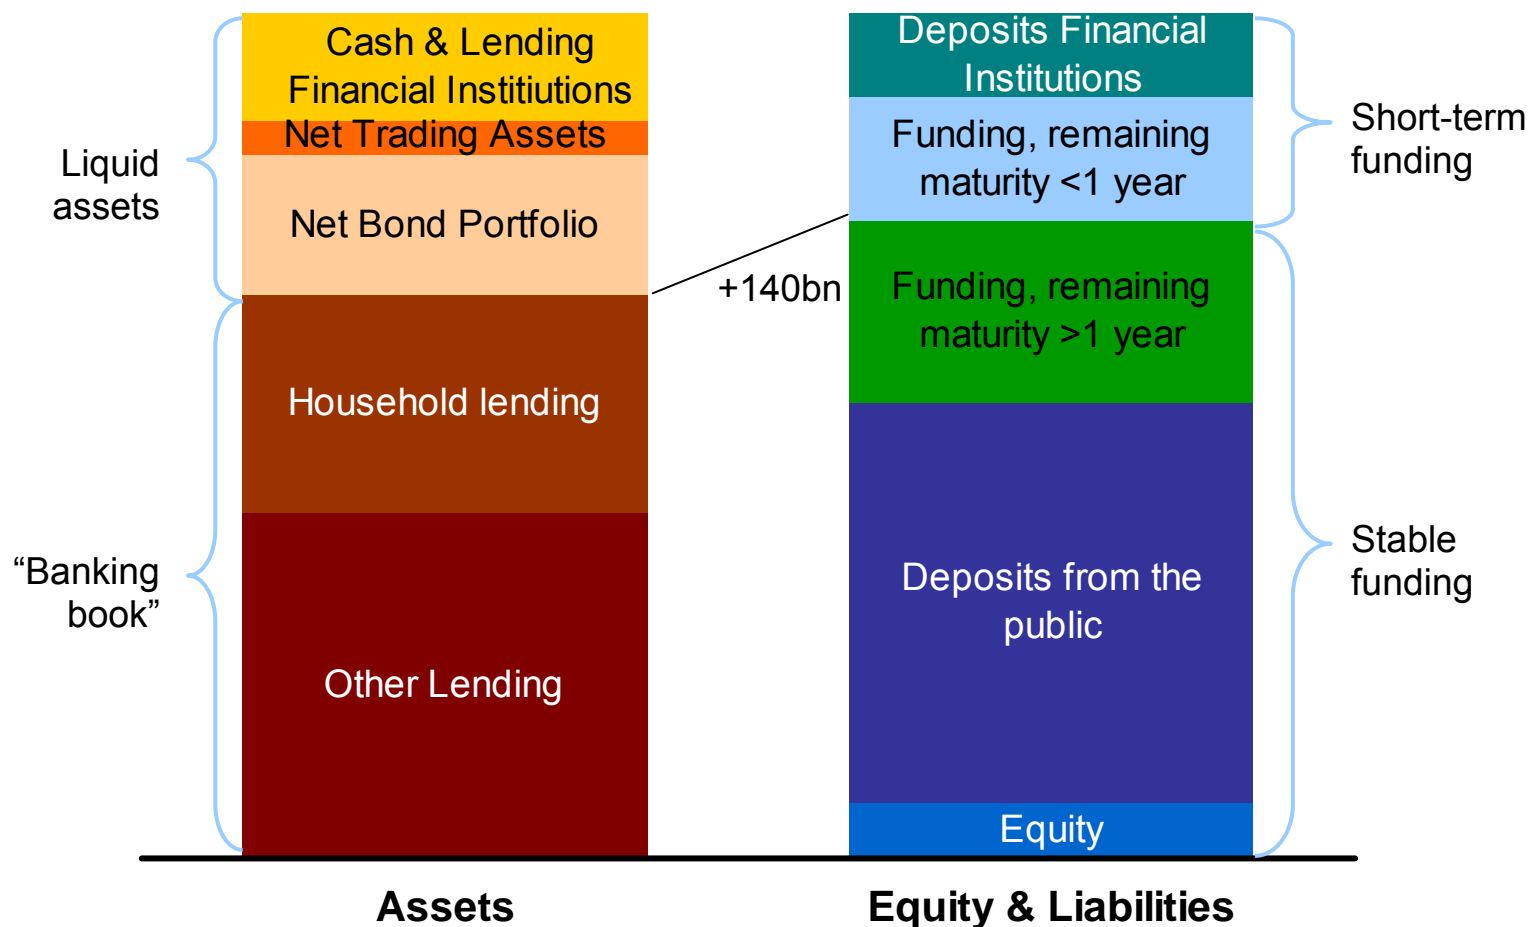 Cash & Lending
Financial Institiutions
Net Trading Assets
Net Bond Portfolio
Household lending
Other Lending
Liquid
assets
“Banking
book”
+140bn
Deposits Financial
Institutions
Funding, remaining
maturity <1 year
Funding, remaining
maturity >1 year
Deposits from the
public
Equity
Short-term
funding
Stable
funding
Assets
Equity & Liabilities